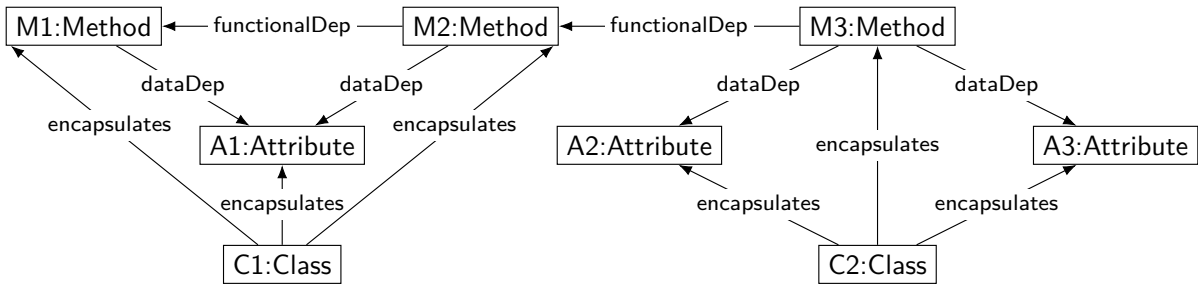 M1:Method functionalDep M2:Method functionalDep M3:Method
dataDep dataDep dataDep dataDep
encapsulates encapsulates
A1:Attribute A2:Attribute encapsulates A3:Attribute
encapsulates encapsulates encapsulates
C1:Class C2:Class